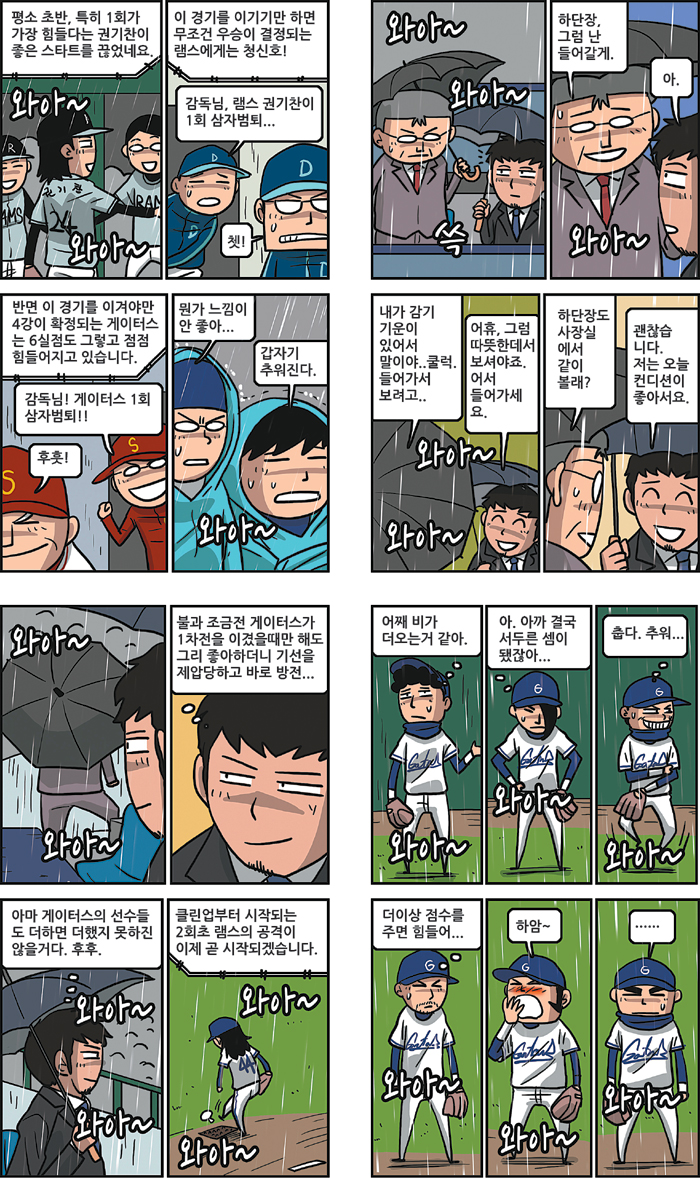 평소 초반, 특히 1회가
가장 힘들다는 권기찬이
좋은 스타트를 끊었네요.
와아~
RAMS
권기찬
24
RAM
와아~
이 경기를 이기기만 하면
무조건 우승이 결정되는
램스에게는 청신호!
감독님, 램스 권기찬이
1회 삼자범퇴...
D
D
쳇!
반면 이 경기를 이겨야만
4강이 확정되는 게이터스
는 6실점도 그렇고 점점
힘들어지고 있습니다.
감독님! 게이터스 1회
삼자범퇴!!
S
후훗!
S
뭔가 느낌이
안 좋아...
갑자기
추워진다.
와아~
와아~
와아~
쓱
하단장,
그럼 난
들어갈게.
아.
와아~
내가 감기
기운이
있어서
말이야..쿨럭.
들어가서
보려고..
어휴, 그럼
따뜻한데서
보셔야죠.
어서
들어가세
요.
와아~
와아~
하단장도
사장실
에서
같이
볼래?
괜찮습
니다.
저는 오늘
컨디션이
좋아서요.
와아~
와아~
불과 조금전 게이터스가
1차전을 이겼을때만 해도
그리 좋아하더니 기선을
제압당하고 바로 방전...
아마 게이터스의 선수들
도 더하면 더했지 못하진
않을거다. 후후.
와아~
와아~
클린업부터 시작되는
2회초 램스의 공격이
이제 곧 시작되겠습니다.
와아~
44
와아~
어째 비가
더오는거 같아.
Gators
와아~
아. 아까 결국
서두른 셈이
됐잖아...
G
Gators
와아~
춥다. 추워...
G
Gators
와아~
더이상 점수를
주면 힘들어...
G
Gators
와아~
하암~
G
Gators
와아~
......
G
Gators
와아~